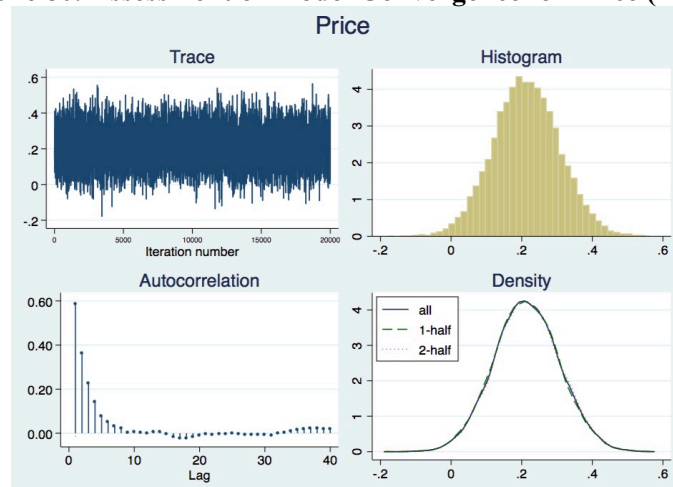 Price
Trace
.6
.4
.2
0
-.2
0 5000 10000 15000 20000
Iteration number
Histogram
4
3
2
1
0
-.2 0 .2 .4 .6
Autocorrelation
0.60
0.40
0.20
0.00
0 10 20 30 40
Lag
Density
all
1-half
2-half
4
3
2
1
0
-.2 0 .2 .4 .6